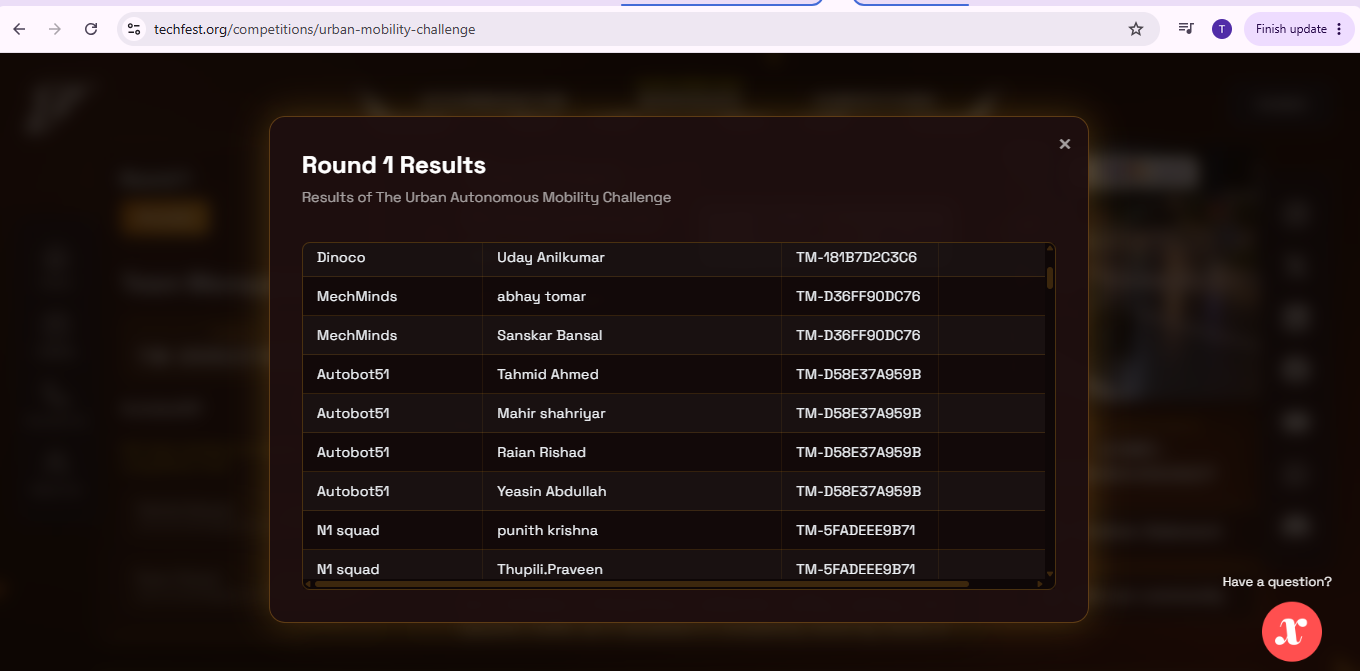 techfest.org/competitions/urban-mobility-challenge
T
Finish update
Round 1 Results
Results of The Urban Autonomous Mobility Challenge
Dinoco Uday Anilkumar TM-181B7D2C3C6
MechMinds abhay tomar TM-D36FF90DC76
MechMinds Sanskar Bansal TM-D36FF90DC76
Autobot51 Tahmid Ahmed TM-D58E37A959B
Autobot51 Mahir shahriyar TM-D58E37A959B
Autobot51 Raian Rishad TM-D58E37A959B
Autobot51 Yeasin Abdullah TM-D58E37A959B
N1 squad punith krishna TM-5FADEEE9B71
N1 squad Thupili.Praveen TM-5FADEEE9B71
Have a question?
x